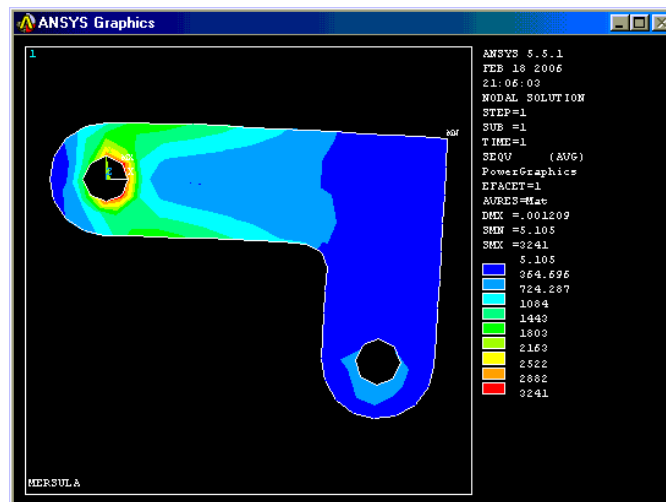 ANSYS Graphics
1
ANSYS 5.5.1
FEB 18 2006
21:06:03
NODAL SOLUTION
STEP=1
SUB =1
TIME=1
SEQV (AVG)
PowerGraphics
EFACET=1
AVRES=Mat
DMX =.001209
SMN =5.105
SMX =3241
5.105
364.696
724.287
1084
1443
1803
2163
2522
2882
3241
MN
MERSULA